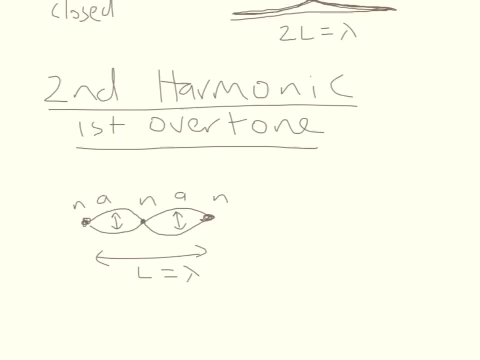 closed
2L = λ
2nd Harmonic
1st overtone
n a n a n
L = λ